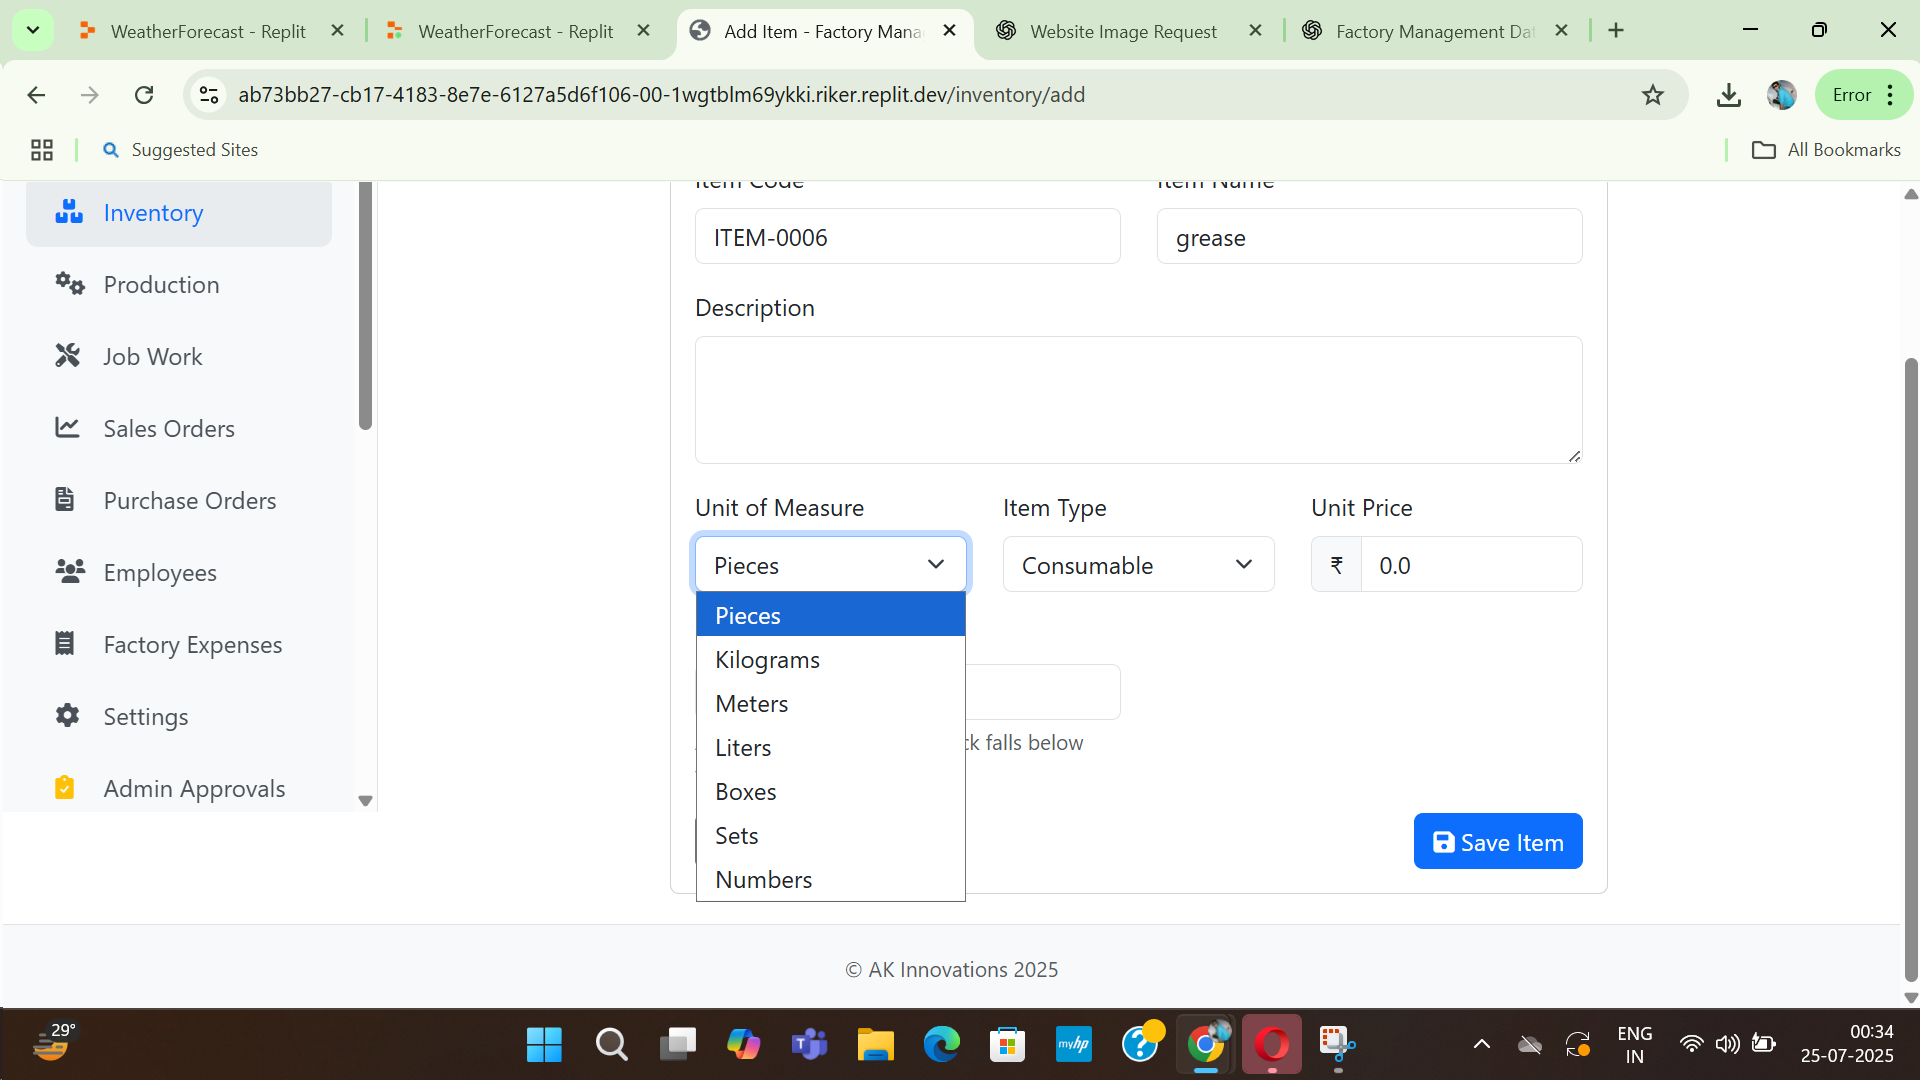 WeatherForecast - Replit
WeatherForecast - Replit
Add Item - Factory Mana
Website Image Request
Factory Management Dat
ab73bb27-cb17-4183-8e7e-6127a5d6f106-00-1wgtblm69ykki.riker.replit.dev/inventory/add
Error
Suggested Sites
All Bookmarks
Inventory
Production
Job Work
Sales Orders
Purchase Orders
Employees
Factory Expenses
Settings
Admin Approvals
Item Code
Item Name
ITEM-0006
grease
Description
Unit of Measure
Item Type
Unit Price
Pieces
Consumable
₹ 0.0
Pieces
Kilograms
Meters
Liters
Boxes
Sets
Numbers
ck falls below
Save Item
© AK Innovations 2025
29°
myhp
ENG
IN
00:34
25-07-2025